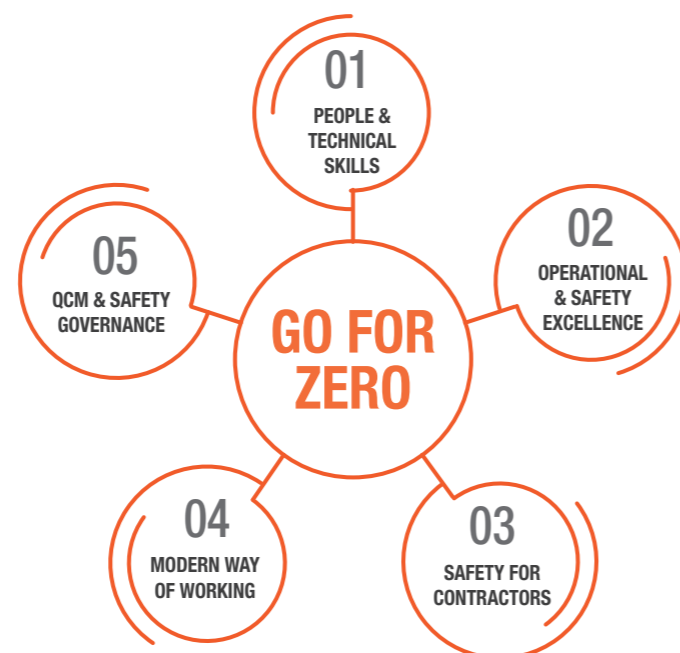 01
PEOPLE &
TECHNICAL
SKILLS
02
OPERATIONAL
& SAFETY
EXCELLENCE
05
QCM & SAFETY
GOVERNANCE
GO FOR
ZERO
04
MODERN WAY
OF WORKING
03
SAFETY FOR
CONTRACTORS